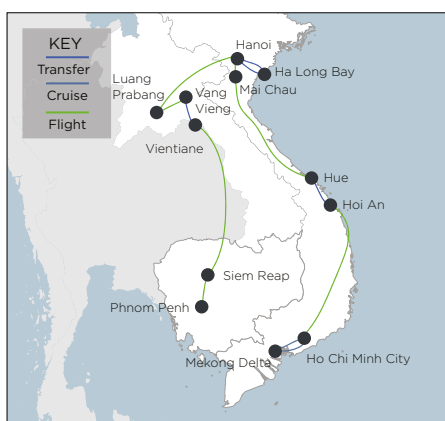 KEY
Transfer
Cruise
Flight
Hanoi
Ha Long Bay
Mai Chau
Luang
Prabang
Vang
Vieng
Vientiane
Hue
Hoi An
Siem Reap
Phnom Penh
Mekong Delta
Ho Chi Minh City